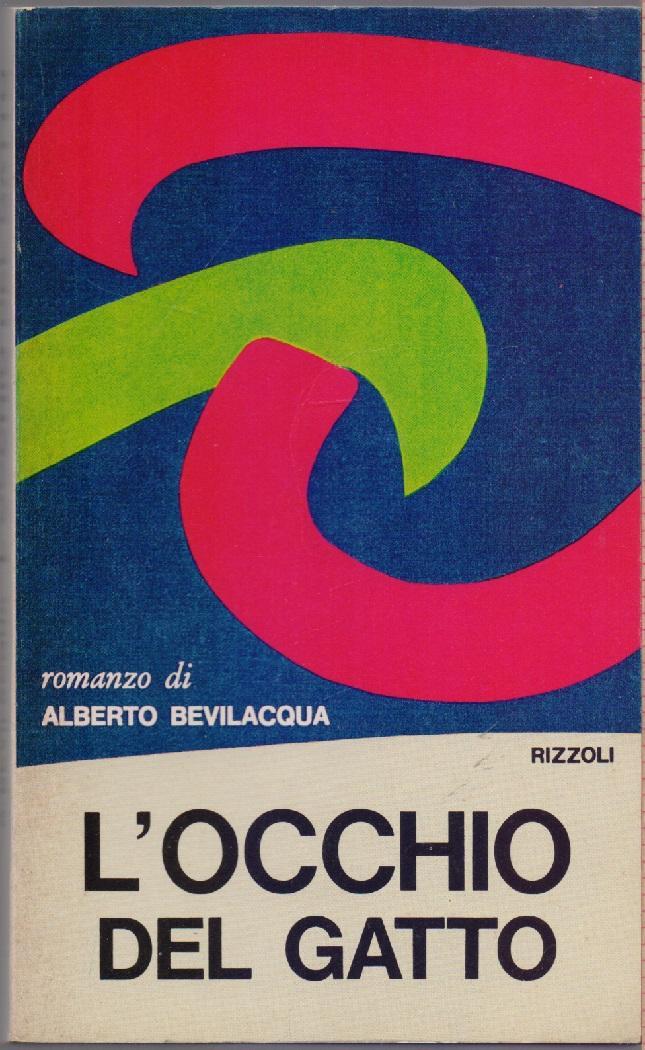 romanzo di
ALBERTO BEVILACQUA
RIZZOLI
L'OCCHIO
DEL GATTO